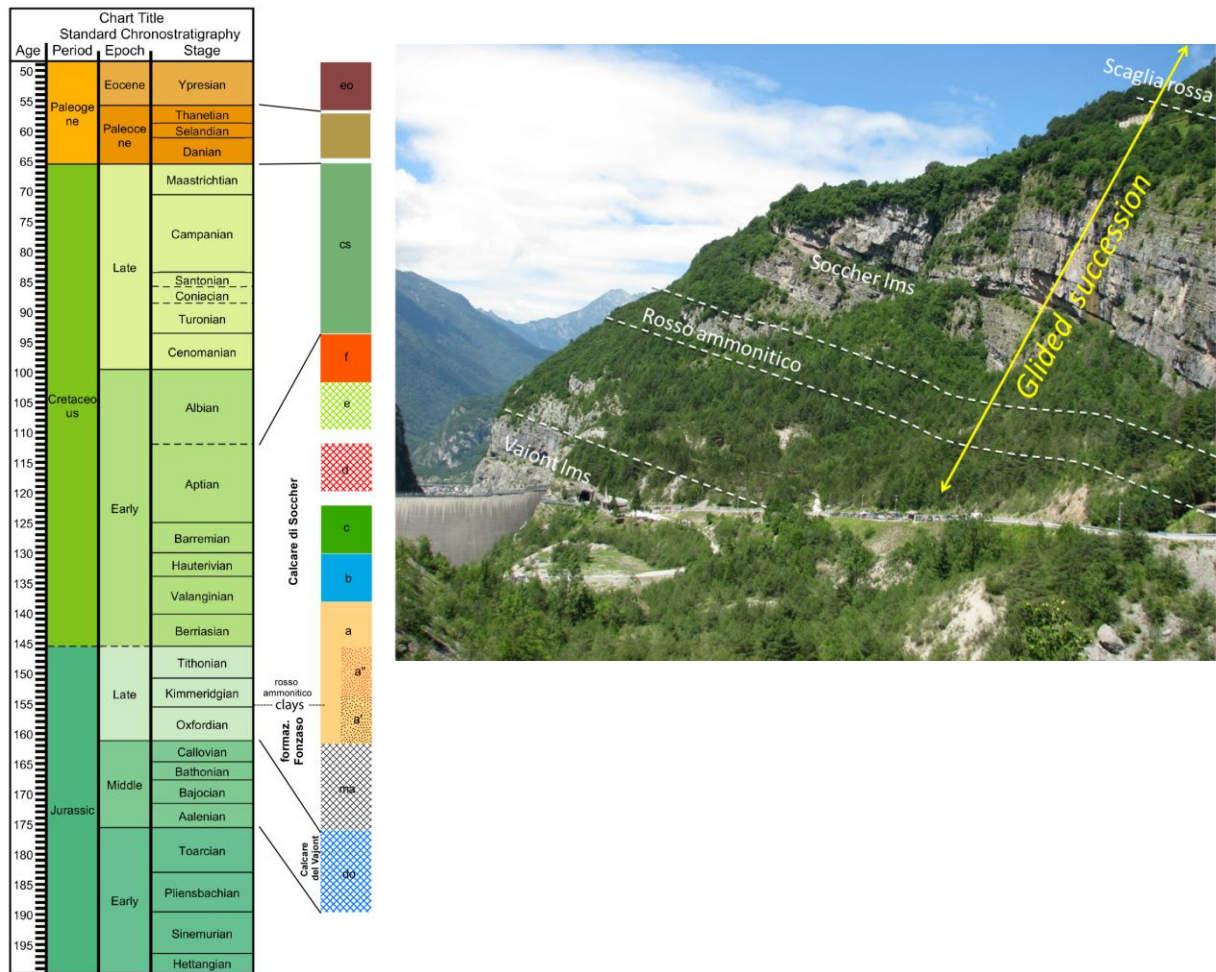 Chart Title
Standard Chronostratigraphy
Age Period Epoch Stage
50
55
60
65
70
75
80
85
90
95
100
105
110
115
120
125
130
135
140
145
150
155
160
165
170
175
180
185
190
195
Paleoge
ne
Cretaceo
us
Jurassic
Eocene
Paleoce
ne
Late
Early
Late
Middle
Early
Ypresian
Thanetian
Selandian
Danian
Maastrichtian
Campanian
Santonian
Coniacian
Turonian
Cenomanian
Albian
Aptian
Barremian
Hauterivian
Valanginian
Berriasian
Tithonian
Kimmeridgian
Oxfordian
Callovian
Bathonian
Bajocian
Aalenian
Toarcian
Pliensbachian
Sinemurian
Hettangian
Calcare di Soccher
rosso
ammonitico
clays
formaz.
Fonzaso
Calcare
del Vajont
eo
cs
f
e
d
c
b
a
a"
a'
ma
do
Scaglia rossa
Soccher lms
Rosso ammonitico
Vaiont lms
Glided succession